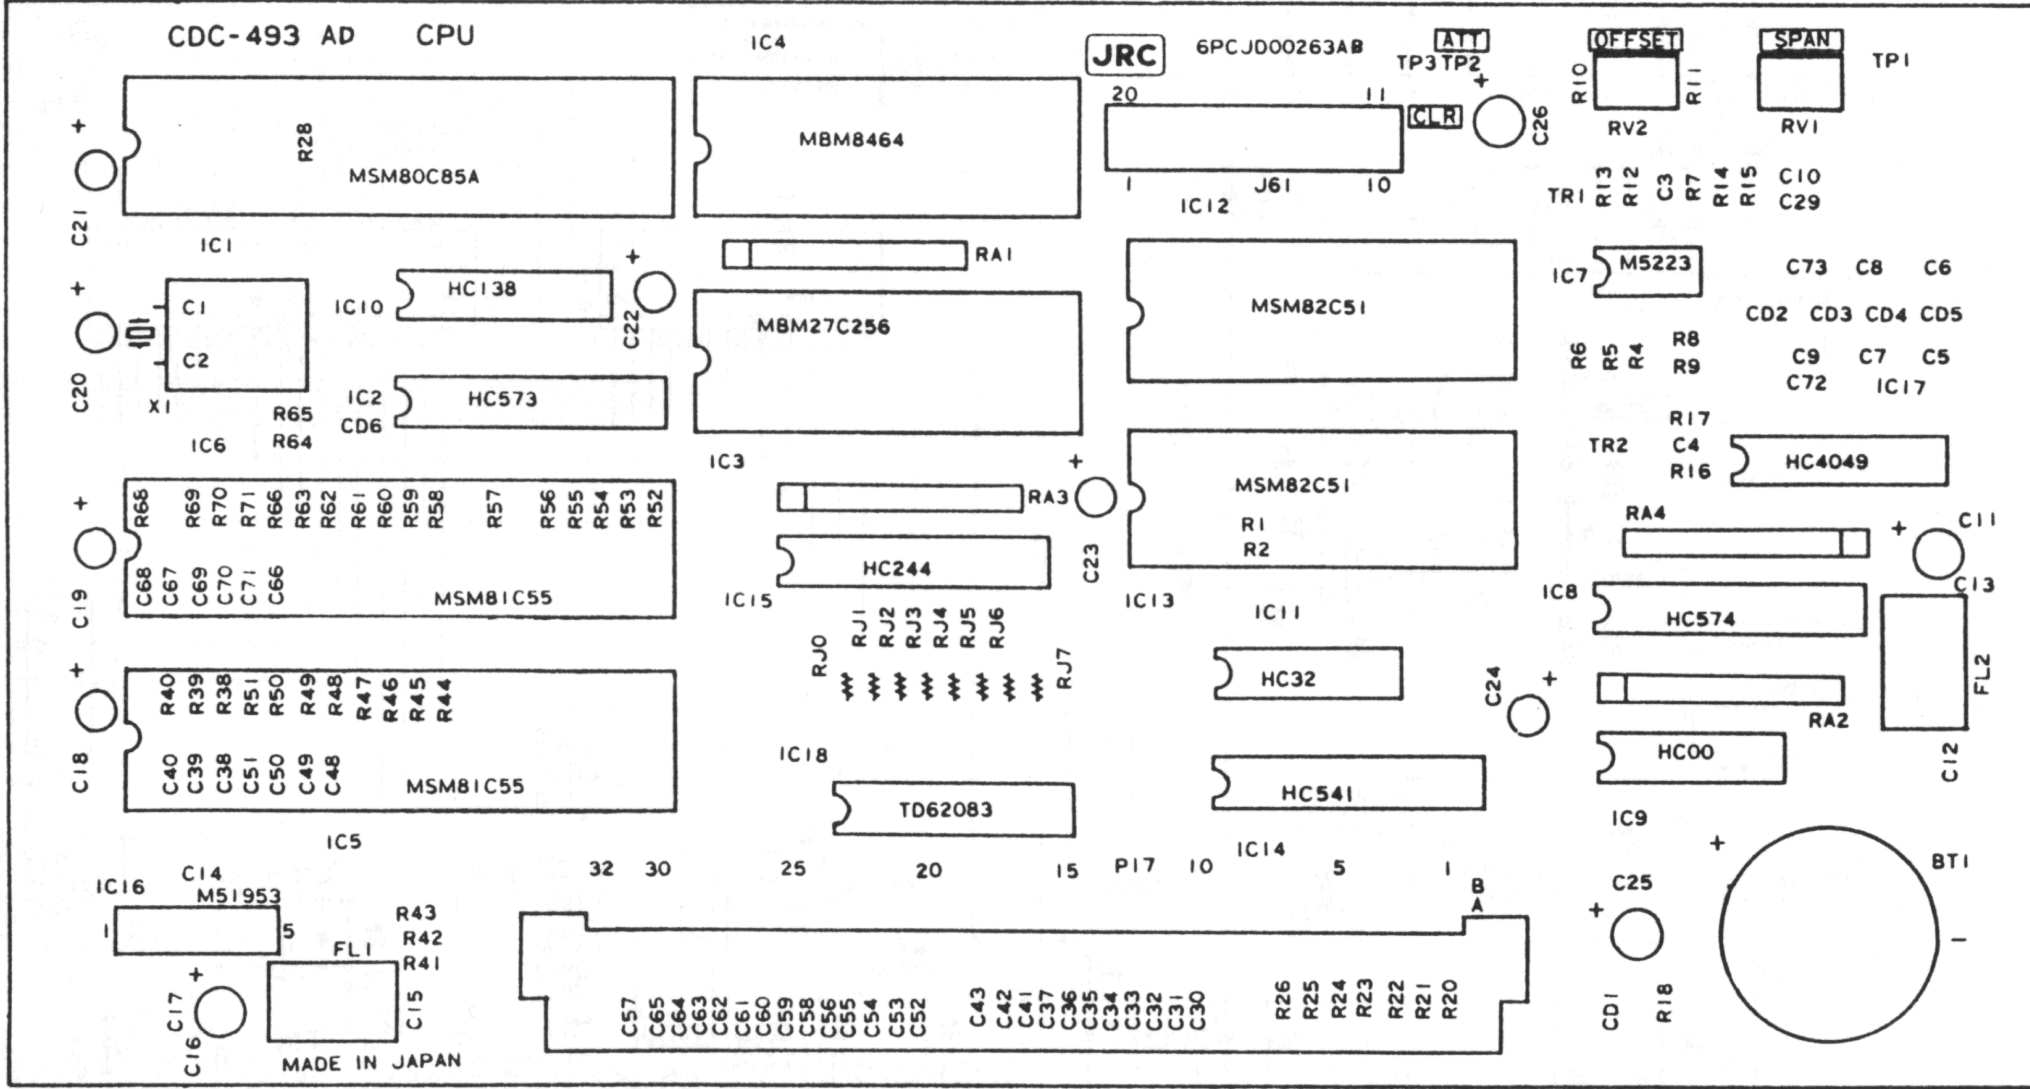 CDC-493 AD CPU
IC4
JRC
6PCJD00263AB
ATT
TP3 TP2
OFFSET
SPAN
TP1
+
R10
R11
RV2
RV1
20
11
CLR
C26
1
J61
10
IC12
+
C21
R28
MSM80C85A
IC1
MBM8464
TR1
R13
R12
C3
R7
R14
R15
C10
C29
RA1
+
C20
C1
C2
X1
IC6
R65
R64
IC10
HC138
+
C22
IC2
CD6
HC573
MBM27C256
IC3
MSM82C51
IC7
M5223
C73 C8 C6
CD2 CD3 CD4 CD5
R6
R5
R4
R8
R9
C9 C7 C5
C72 IC17
R17
TR2 C4
R16
HC4049
+
C19
R68
R69
R70
R71
R66
R63
R62
R61
R60
R59
R58
R57
R56
R55
R54
R53
R52
C68
C67
C69
C70
C71
C66
MSM81C55
RA3
+
C23
IC15
HC244
MSM82C51
R1
R2
IC13
IC11
RA4
+
C11
C13
IC8
HC574
FL2
C12
RJ0
RJ1
RJ2
RJ3
RJ4
RJ5
RJ6
RJ7
HC32
C24
+
RA2
HC00
IC9
+
C18
R40
R39
R38
R51
R50
R49
R48
R47
R46
R45
R44
C40
C39
C38
C51
C50
C49
C48
MSM81C55
IC5
IC18
TD62083
HC541
IC14
32 30 25 20 15 P17 10 5 1
B
A
IC16
C14
M51953
1
5
R43
R42
R41
FL1
+
C17
C16
C15
MADE IN JAPAN
C57
C65
C64
C63
C62
C61
C60
C59
C58
C56
C55
C54
C53
C52
C43
C42
C41
C37
C36
C35
C34
C33
C32
C31
C30
R26
R25
R24
R23
R22
R21
R20
C25
+
CD1
R18
+
BT1
-